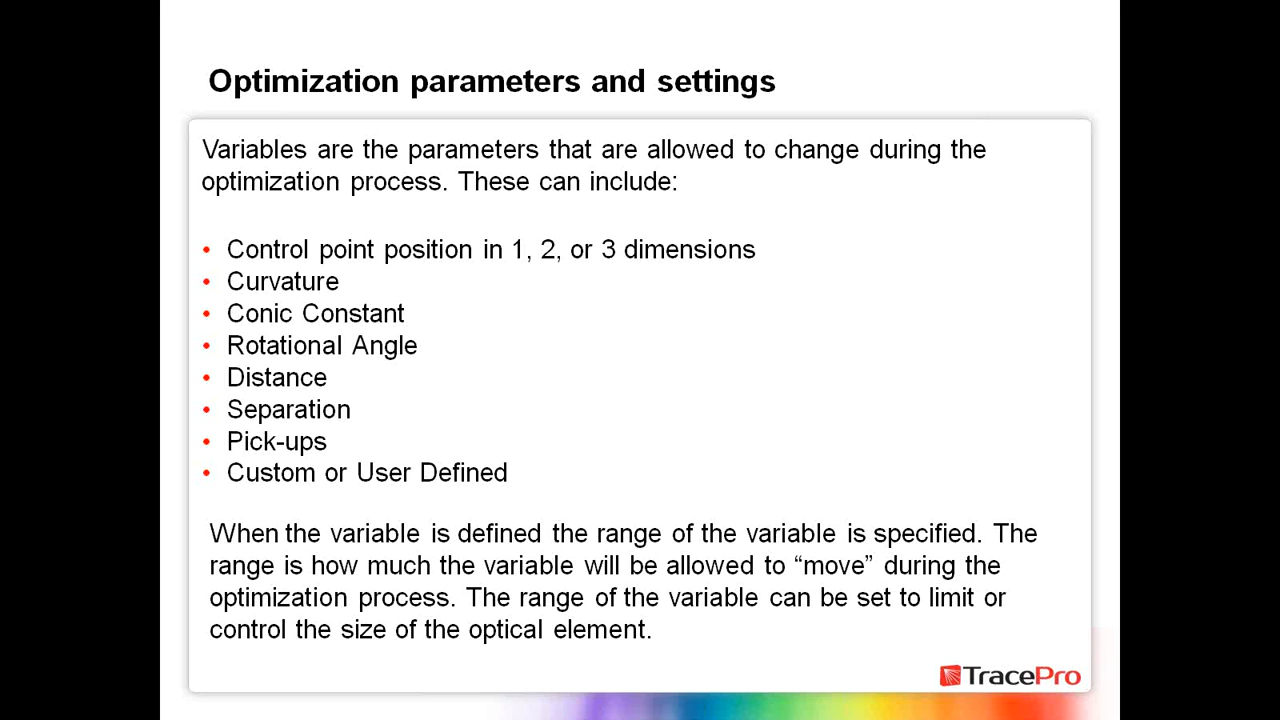 Optimization parameters and settings
Variables are the parameters that are allowed to change during the
optimization process. These can include:
• Control point position in 1, 2, or 3 dimensions
• Curvature
• Conic Constant
• Rotational Angle
• Distance
• Separation
• Pick-ups
• Custom or User Defined
When the variable is defined the range of the variable is specified. The
range is how much the variable will be allowed to “move” during the
optimization process. The range of the variable can be set to limit or
control the size of the optical element.
TracePro